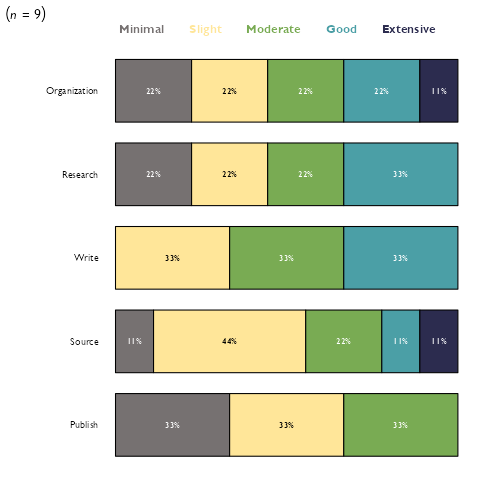 (n = 9)
Minimal Slight Moderate Good Extensive
Organization 22% 22% 22% 22% 11%
Research 22% 22% 22% 33%
Write 33% 33% 33%
Source 11% 44% 22% 11% 11%
Publish 33% 33% 33%